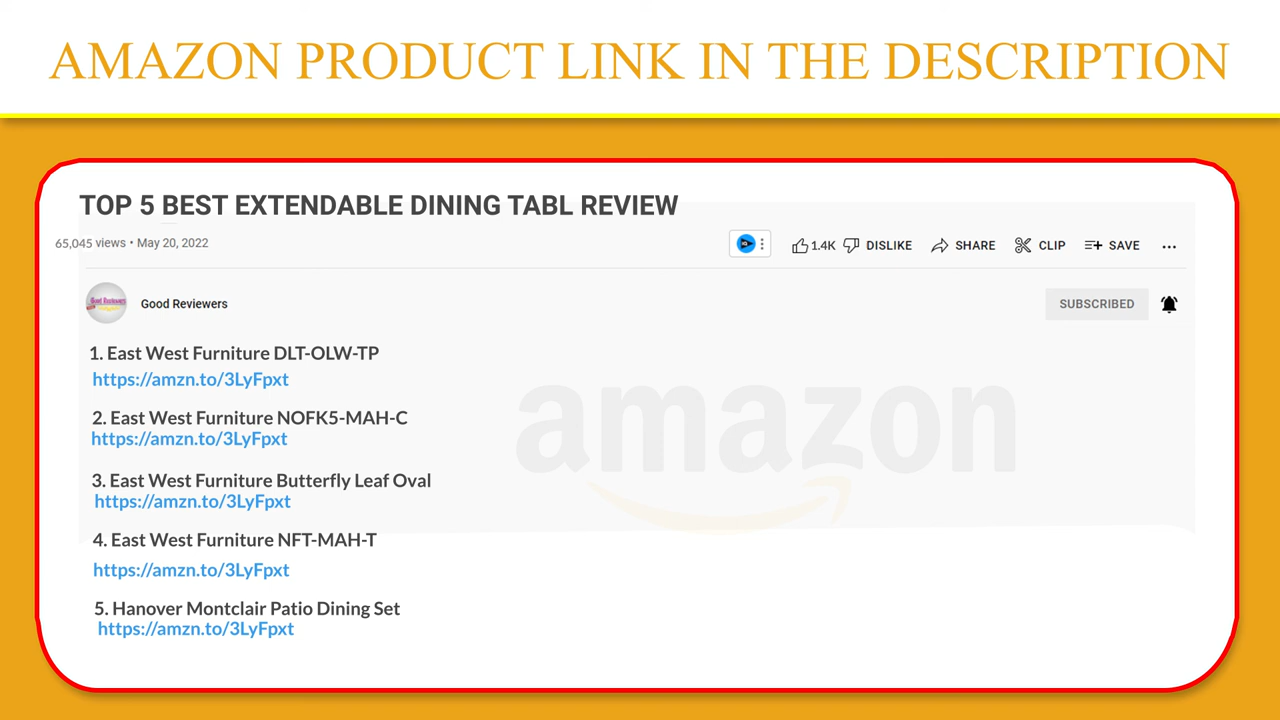 AMAZON PRODUCT LINK IN THE DESCRIPTION
TOP 5 BEST EXTENDABLE DINING TABL REVIEW
65,045 views • May 20, 2022
1.4K DISLIKE SHARE CLIP SAVE ...
Good Reviewers
Good Reviewers SUBSCRIBED
1. East West Furniture DLT-OLW-TP
https://amzn.to/3LyFpxt
2. East West Furniture NOFK5-MAH-C
https://amzn.to/3LyFpxt
3. East West Furniture Butterfly Leaf Oval
https://amzn.to/3LyFpxt
4. East West Furniture NFT-MAH-T
https://amzn.to/3LyFpxt
5. Hanover Montclair Patio Dining Set
https://amzn.to/3LyFpxt
amazon